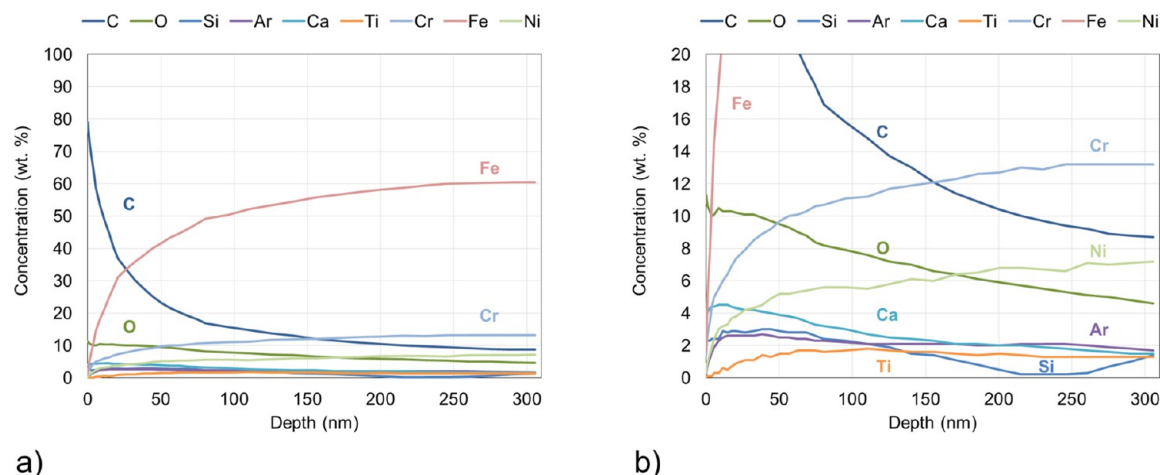 C O Si Ar Ca Ti Cr Fe Ni
Concentration (wt. %)
100
90
80
70
60
50
40
30
20
10
0
Fe
C
O
Cr
0 50 100 150 200 250 300
Depth (nm)
a)
C O Si Ar Ca Ti Cr Fe Ni
Concentration (wt. %)
20
18
16
14
12
10
8
6
4
2
0
Fe
C
Cr
O
Ni
Ca
Ar
Ti
Si
0 50 100 150 200 250 300
Depth (nm)
b)